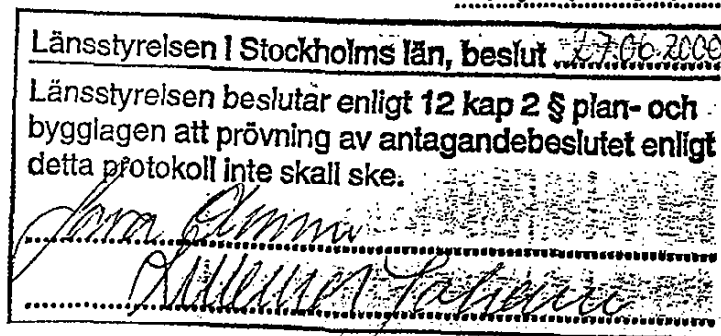 Länsstyrelsen I Stockholms län, beslut 27.06.2000
Länsstyrelsen beslutar enligt 12 kap 2 § plan- och
bygglagen att prövning av antagandebeslutet enligt
detta protokoll inte skall ske.